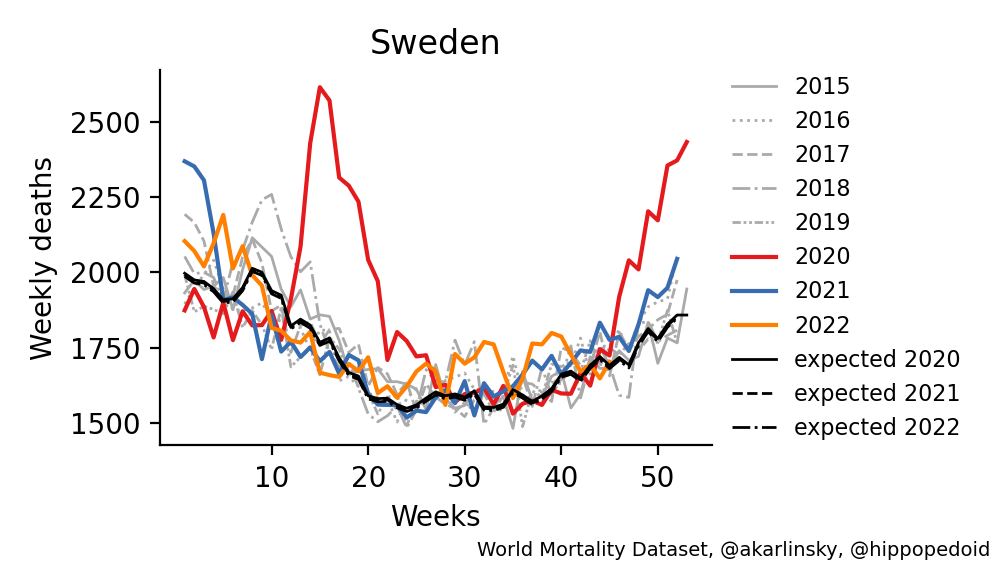 Sweden
Weekly deaths
2500
2250
2000
1750
1500
10 20 30 40 50
Weeks
2015
2016
2017
2018
2019
2020
2021
2022
expected 2020
expected 2021
expected 2022
World Mortality Dataset, @akarlinsky, @hippopedoid